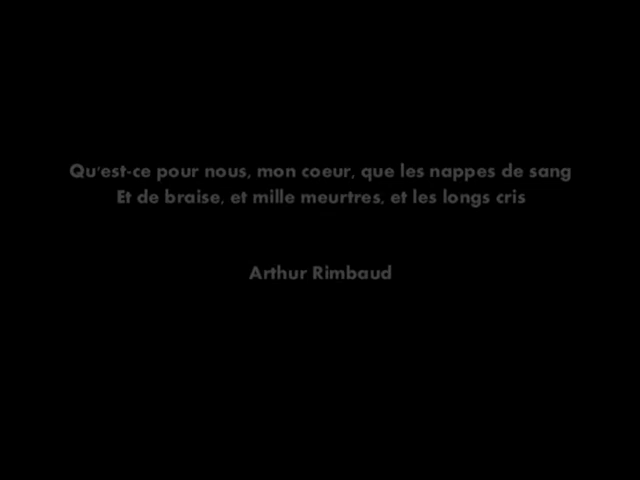 Qu'est-ce pour nous, mon coeur, que les nappes de sang
Et de braise, et mille meurtres, et les longs cris
Arthur Rimbaud